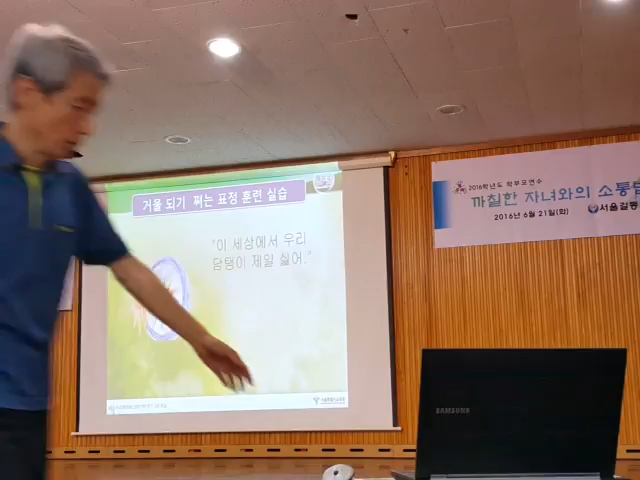 거울 되기 짜는 표정 훈련 실습
"이 세상에서 우리
담탱이 제일 싫어."
2016학년도 학부모연수
까칠한 자녀와의 소통
2016년 6월 21일(화) 서울길동
SAMSUNG